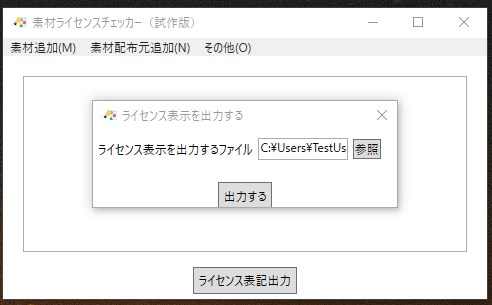 素材ライセンスチェッカー（試作版）
素材追加(M) 素材配布元追加(N) その他(O)
ライセンス表示を出力する
ライセンス表示を出力するファイル C:¥Users¥TestUs 参照
出力する
ライセンス表記出力